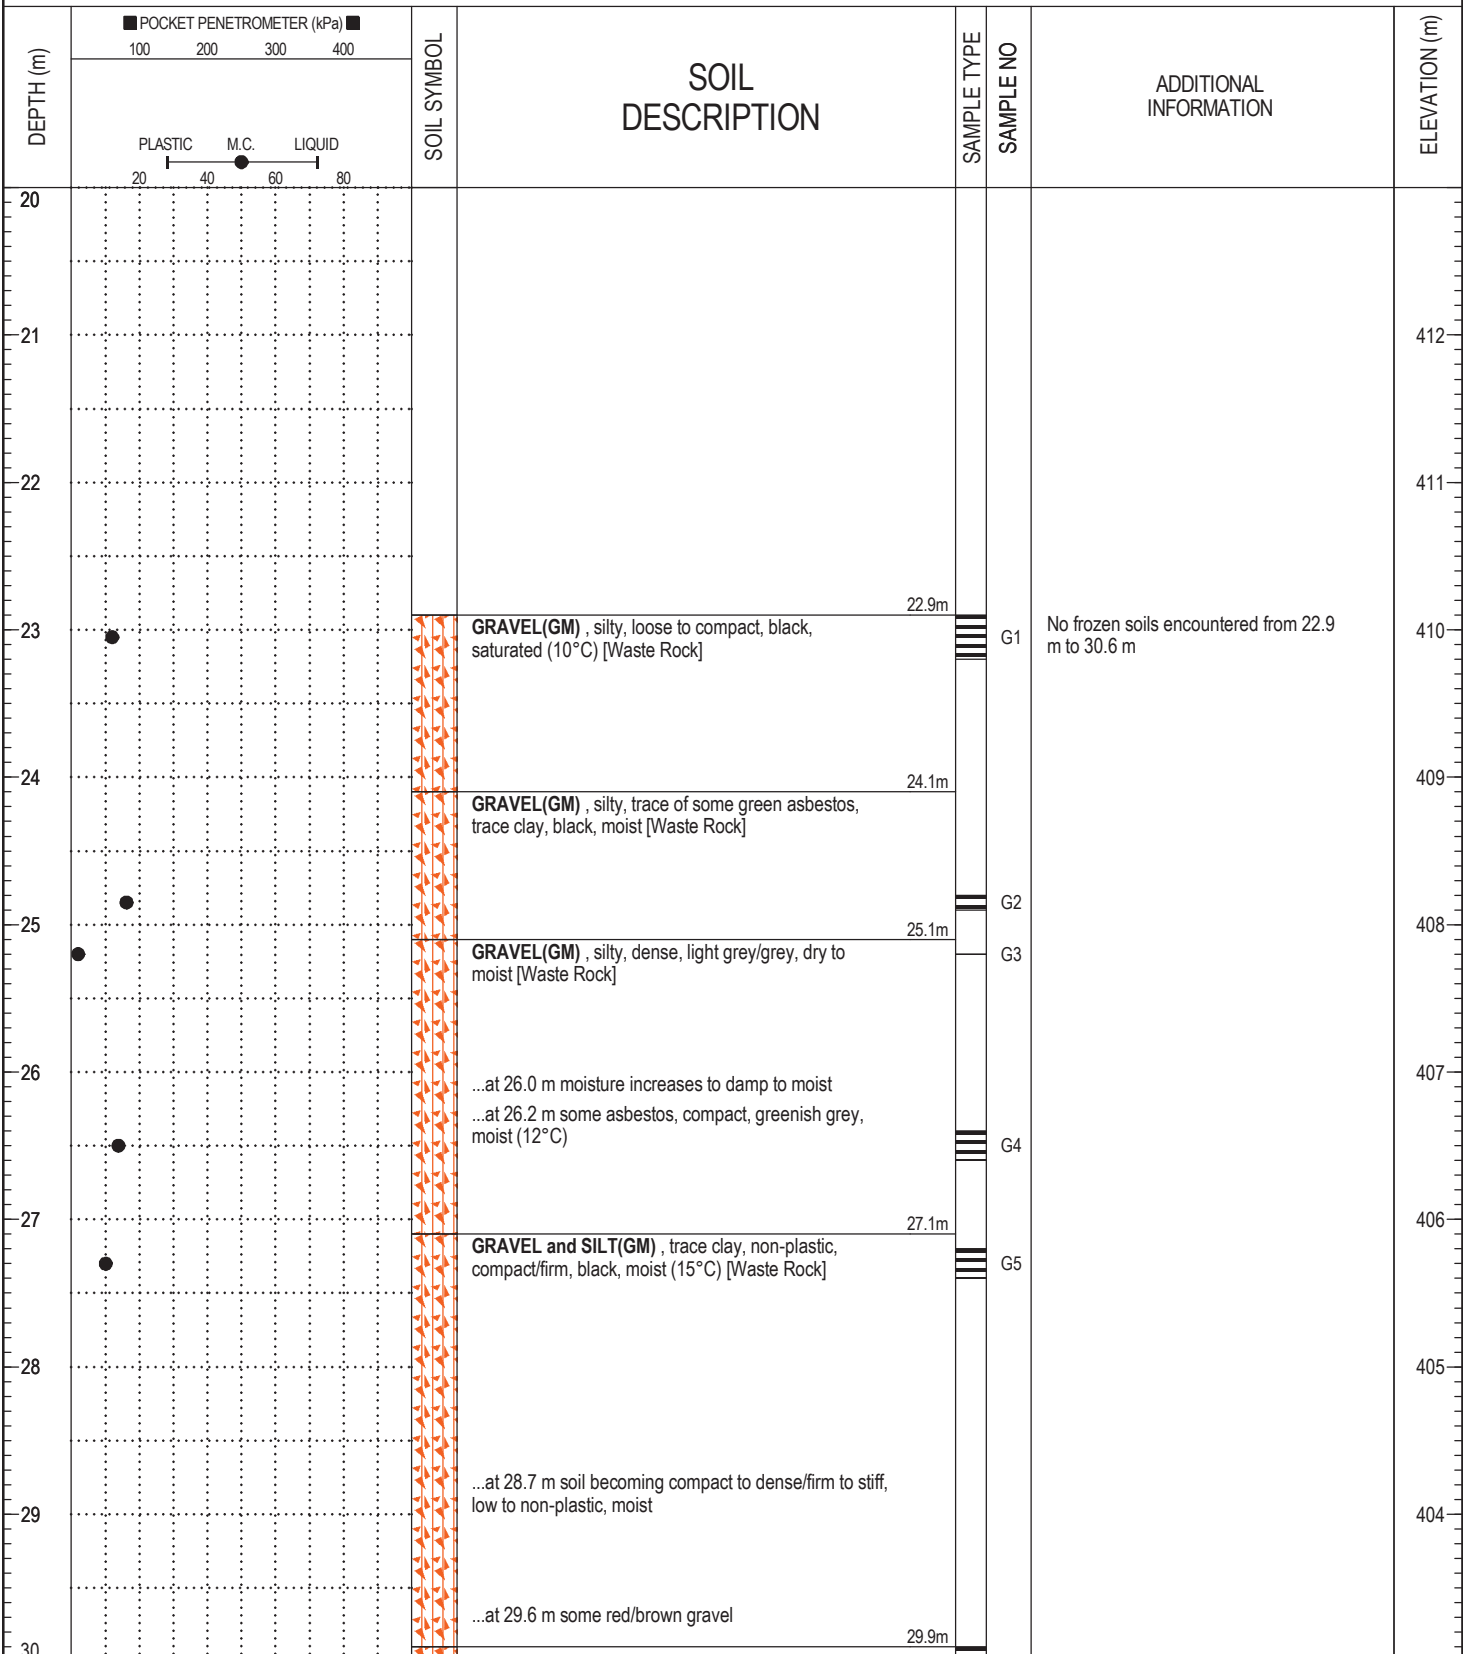 ■ POCKET PENETROMETER (kPa) ■
100 200 300 400
DEPTH (m)
PLASTIC M.C. LIQUID
20 40 60 80
SOIL SYMBOL
SOIL
DESCRIPTION
SAMPLE TYPE
SAMPLE NO
ADDITIONAL
INFORMATION
ELEVATION (m)
20
21
412
22
411
22.9m
23
GRAVEL(GM) , silty, loose to compact, black,
saturated (10°C) [Waste Rock]
G1
No frozen soils encountered from 22.9
m to 30.6 m
410
24
24.1m
409
GRAVEL(GM) , silty, trace of some green asbestos,
trace clay, black, moist [Waste Rock]
G2
25
25.1m
408
GRAVEL(GM) , silty, dense, light grey/grey, dry to
moist [Waste Rock]
G3
26
407
...at 26.0 m moisture increases to damp to moist
...at 26.2 m some asbestos, compact, greenish grey,
moist (12°C)
G4
27
27.1m
406
GRAVEL and SILT(GM) , trace clay, non-plastic,
compact/firm, black, moist (15°C) [Waste Rock]
G5
28
405
...at 28.7 m soil becoming compact to dense/firm to stiff,
low to non-plastic, moist
29
404
...at 29.6 m some red/brown gravel
29.9m
30